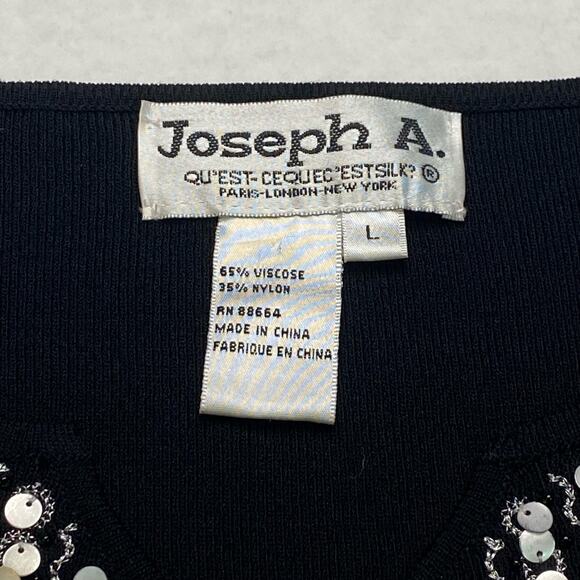 Joseph A.
QU'EST-CEQUEC'ESTSILK? ®
PARIS-LONDON-NEW YORK
L
65% VISCOSE
35% NYLON
RN 88664
MADE IN CHINA
FABRIQUE EN CHINA